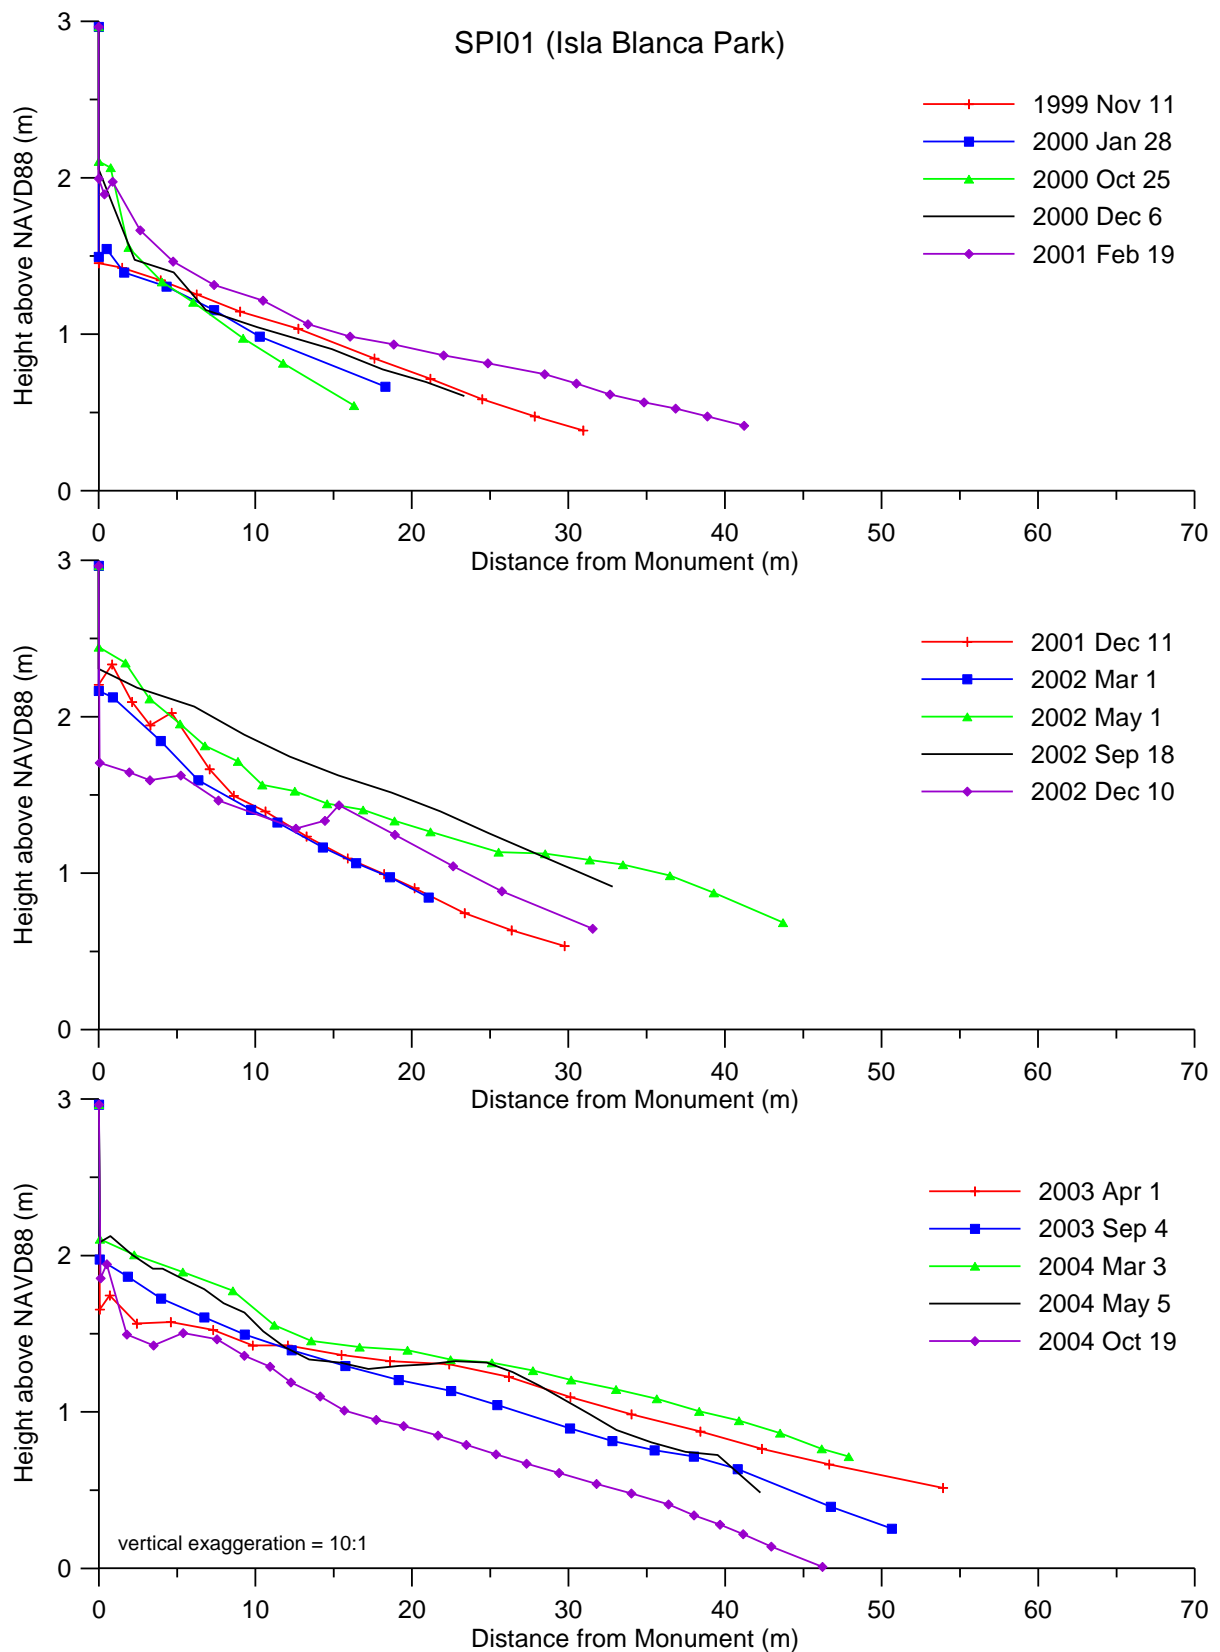 SPI01 (Isla Blanca Park)
3
2
1
0
Height above NAVD88 (m)
1999 Nov 11
2000 Jan 28
2000 Oct 25
2000 Dec 6
2001 Feb 19
0 10 20 30 40 50 60 70
Distance from Monument (m)
3
2
1
0
Height above NAVD88 (m)
2001 Dec 11
2002 Mar 1
2002 May 1
2002 Sep 18
2002 Dec 10
0 10 20 30 40 50 60 70
Distance from Monument (m)
3
2
1
0
Height above NAVD88 (m)
2003 Apr 1
2003 Sep 4
2004 Mar 3
2004 May 5
2004 Oct 19
vertical exaggeration = 10:1
0 10 20 30 40 50 60 70
Distance from Monument (m)